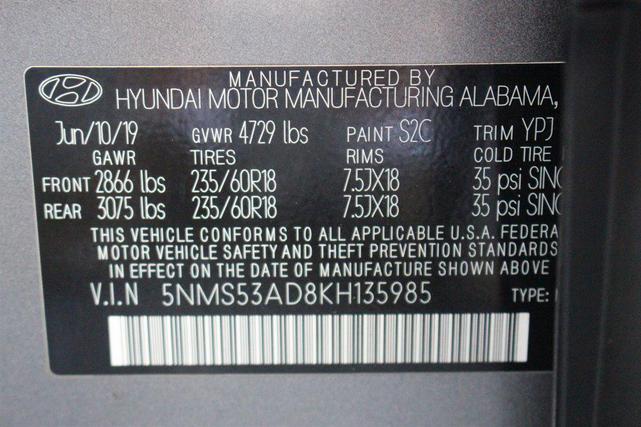 MANUFACTURED BY
HYUNDAI MOTOR MANUFACTURING ALABAMA,
Jun/10/19 GVWR 4729 lbs PAINT S2C TRIM YPJ
GAWR TIRES RIMS COLD TIRE
FRONT 2866 lbs 235/60R18 7.5JX18 35 psi
REAR 3075 lbs 235/60R18 7.5JX18 35 psi
THIS VEHICLE CONFORMS TO ALL APPLICABLE U.S.A. FEDERA
MOTOR VEHICLE SAFETY AND THEFT PREVENTION STANDARDS
IN EFFECT ON THE DATE OF MANUFACTURE SHOWN ABOVE
V.I.N 5NMS53AD8KH135985 TYPE: